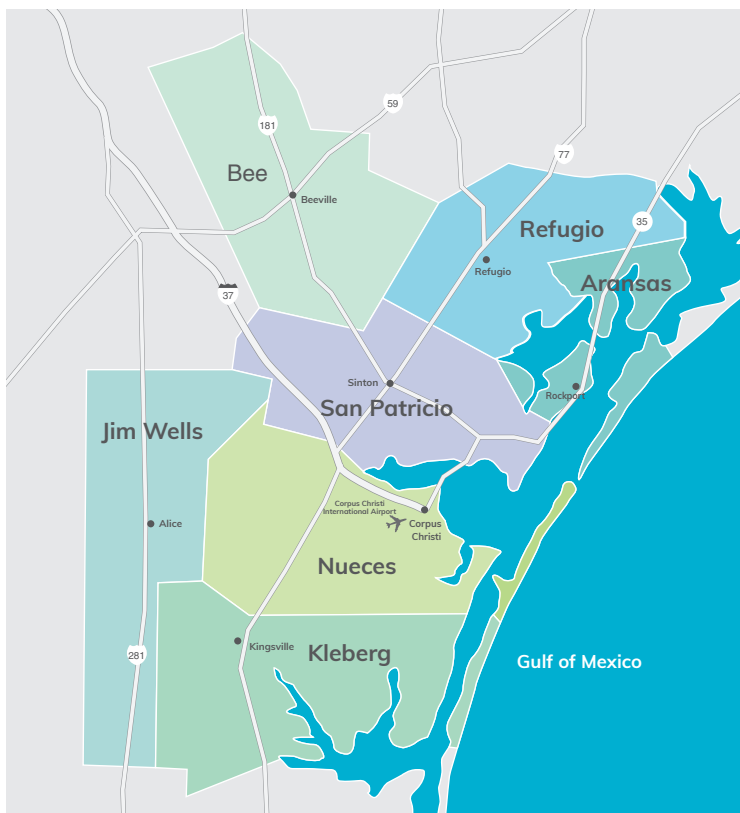 59
181
77
Bee
Beeville
35
Refugio
Refugio
Aransas
37
Sinton
Rockport
San Patricio
Jim Wells
Corpus Christi
International Airport
Alice
Corpus
Christi
Nueces
Kingsville
Kleberg
281
Gulf of Mexico